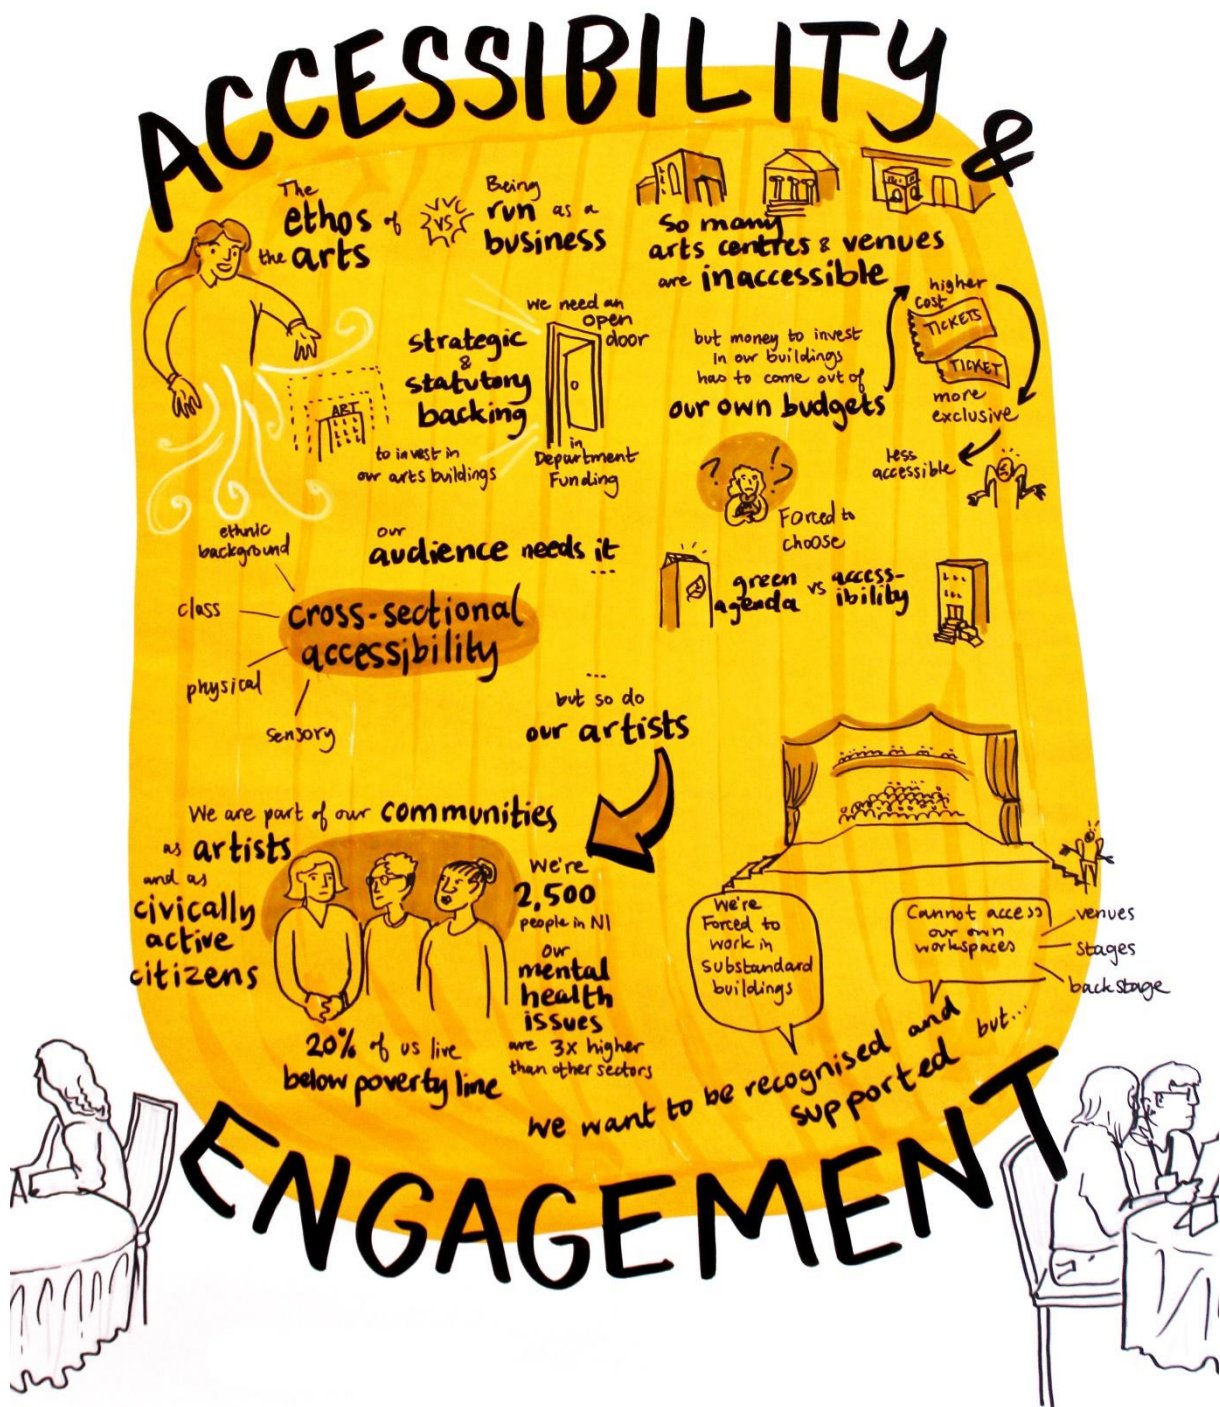 ACCESSIBILITY &
The
ethos of
the arts
VS
Being
run as a
business
So many
arts centres & venues
are inaccessible
we need an
open
door
strategic
&
statutory
backing
ART
to invest in
our arts buildings
in
Department
Funding
but money to invest
in our buildings
has to come out of
our own budgets
higher
cost
TICKETS
TICKET
more
exclusive
less
accessible
? ! ?
Forced to
choose
green
agenda
vs
access-
ibility
our
audience needs it
...
ethnic
background
class
cross-sectional
accessibility
physical
sensory
...
but so do
our artists
We are part of our communities
as artists
and as
civically
active
citizens
We're
2,500
people in NI
our
mental
health
issues
are 3x higher
than other sectors
20% of us live
below poverty line
We're
Forced to
work in
substandard
buildings
Cannot access
our own
workspaces
venues
stages
backstage
we want to be recognised and
supported but...
ENGAGEMENT